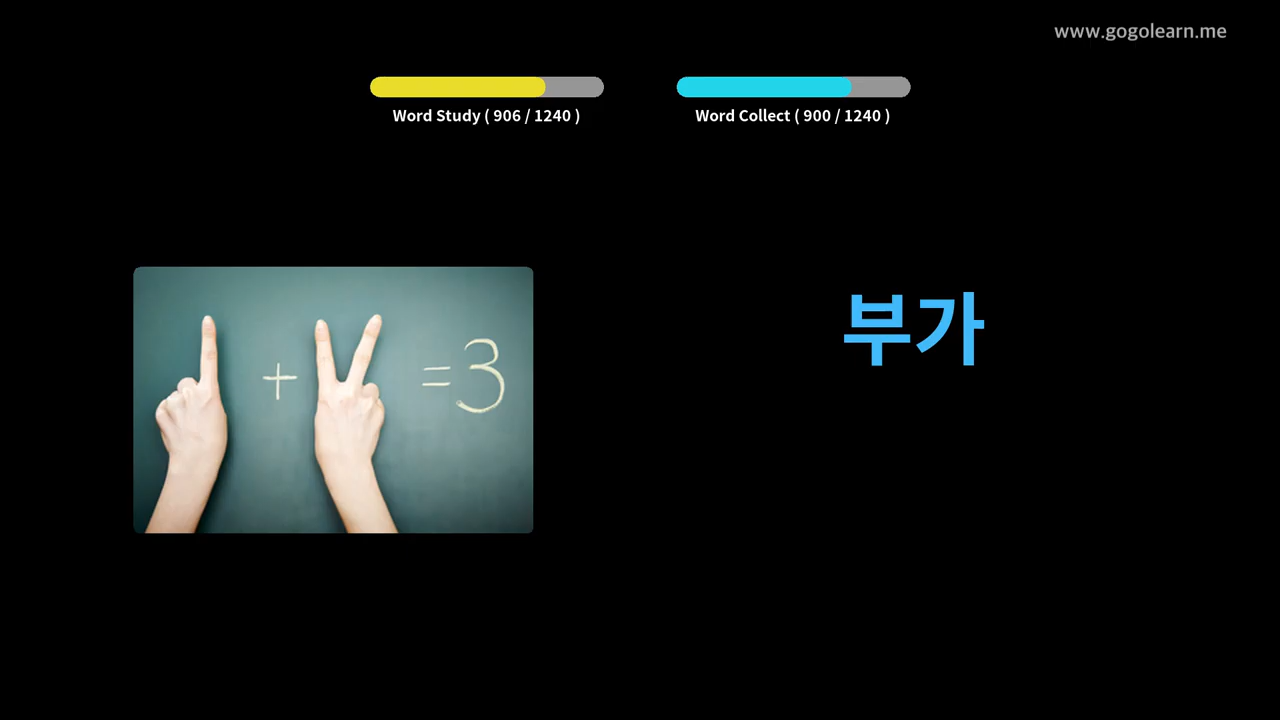 www.gogolearn.me
Word Study ( 906 / 1240 )
Word Collect ( 900 / 1240 )
+ = 3
부가